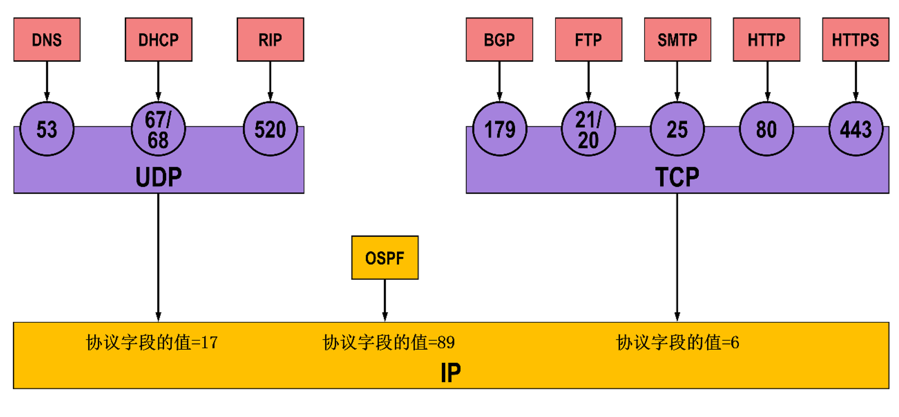 DNS DHCP RIP BGP FTP SMTP HTTP HTTPS
53 67/ 520 179 21/ 25 80 443
68 20
UDP TCP
OSPF
协议字段的值=17 协议字段的值=89 协议字段的值=6
IP